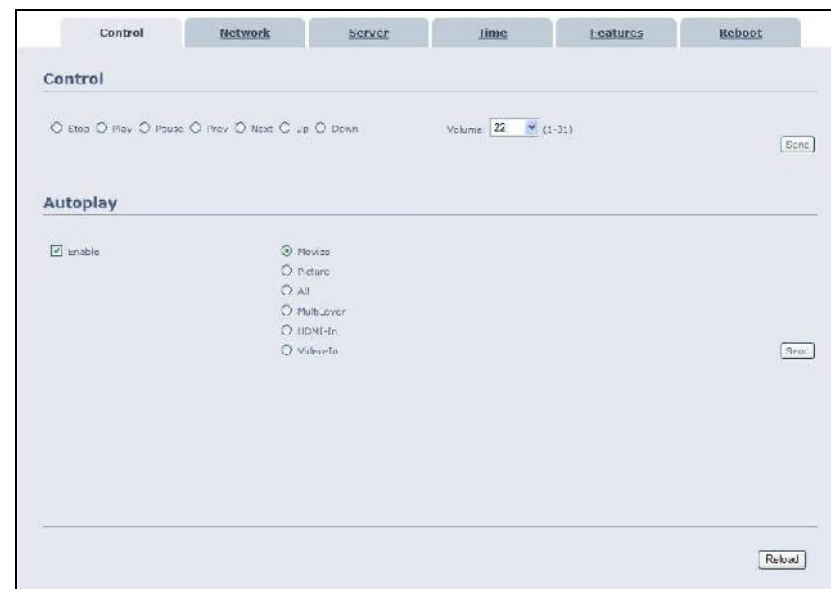 Control Network Server Time Features Reboot
Control
Stop Play Pause Prev Next Up Down Volume 22 (1-31)
Send
Autoplay
Enable Movies
Picture
All
MultiLayer
HDMI-In
Video-In Send
Reload